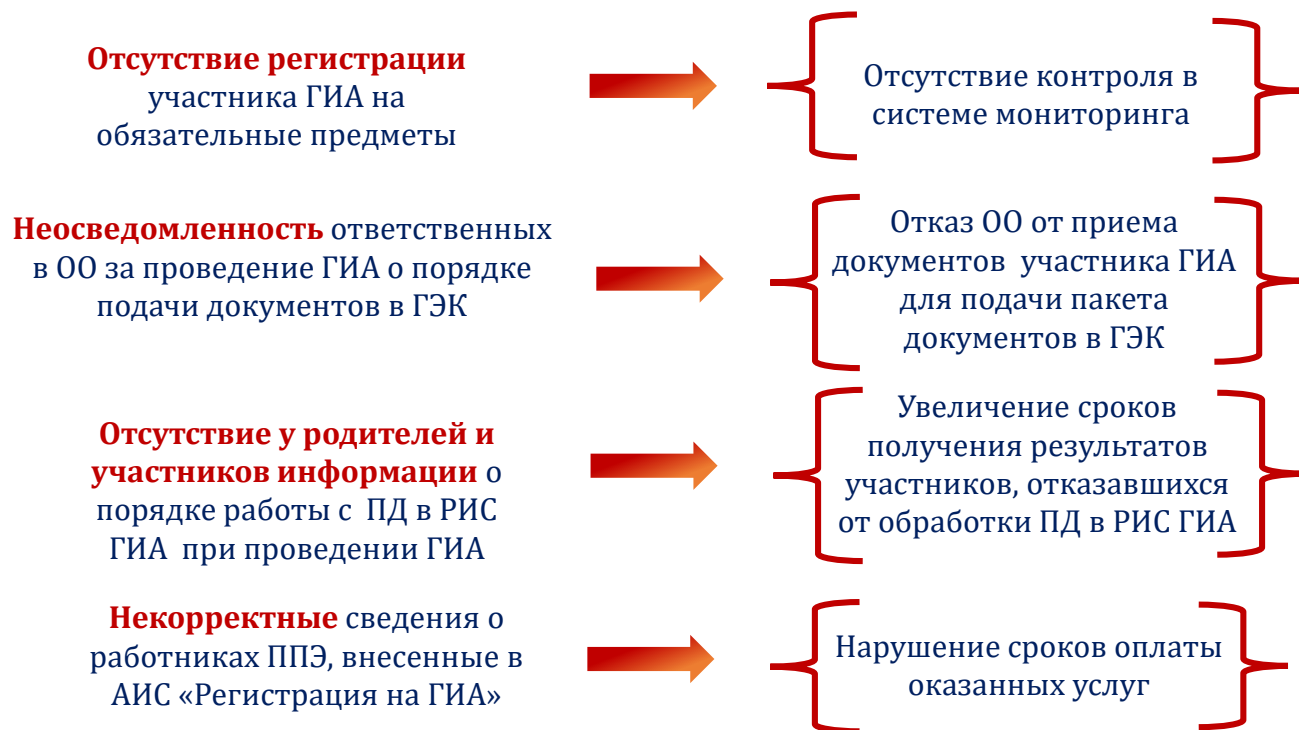 Отсутствие регистрации
участника ГИА на
обязательные предметы
Отсутствие контроля в
системе мониторинга
Неосведомленность ответственных
в ОО за проведение ГИА о порядке
подачи документов в ГЭК
Отказ ОО от приема
документов участника ГИА
для подачи пакета
документов в ГЭК
Отсутствие у родителей и
участников информации о
порядке работы с ПД в РИС
ГИА при проведении ГИА
Увеличение сроков
получения результатов
участников, отказавшихся
от обработки ПД в РИС ГИА
Некорректные сведения о
работниках ППЭ, внесенные в
АИС «Регистрация на ГИА»
Нарушение сроков оплаты
оказанных услуг